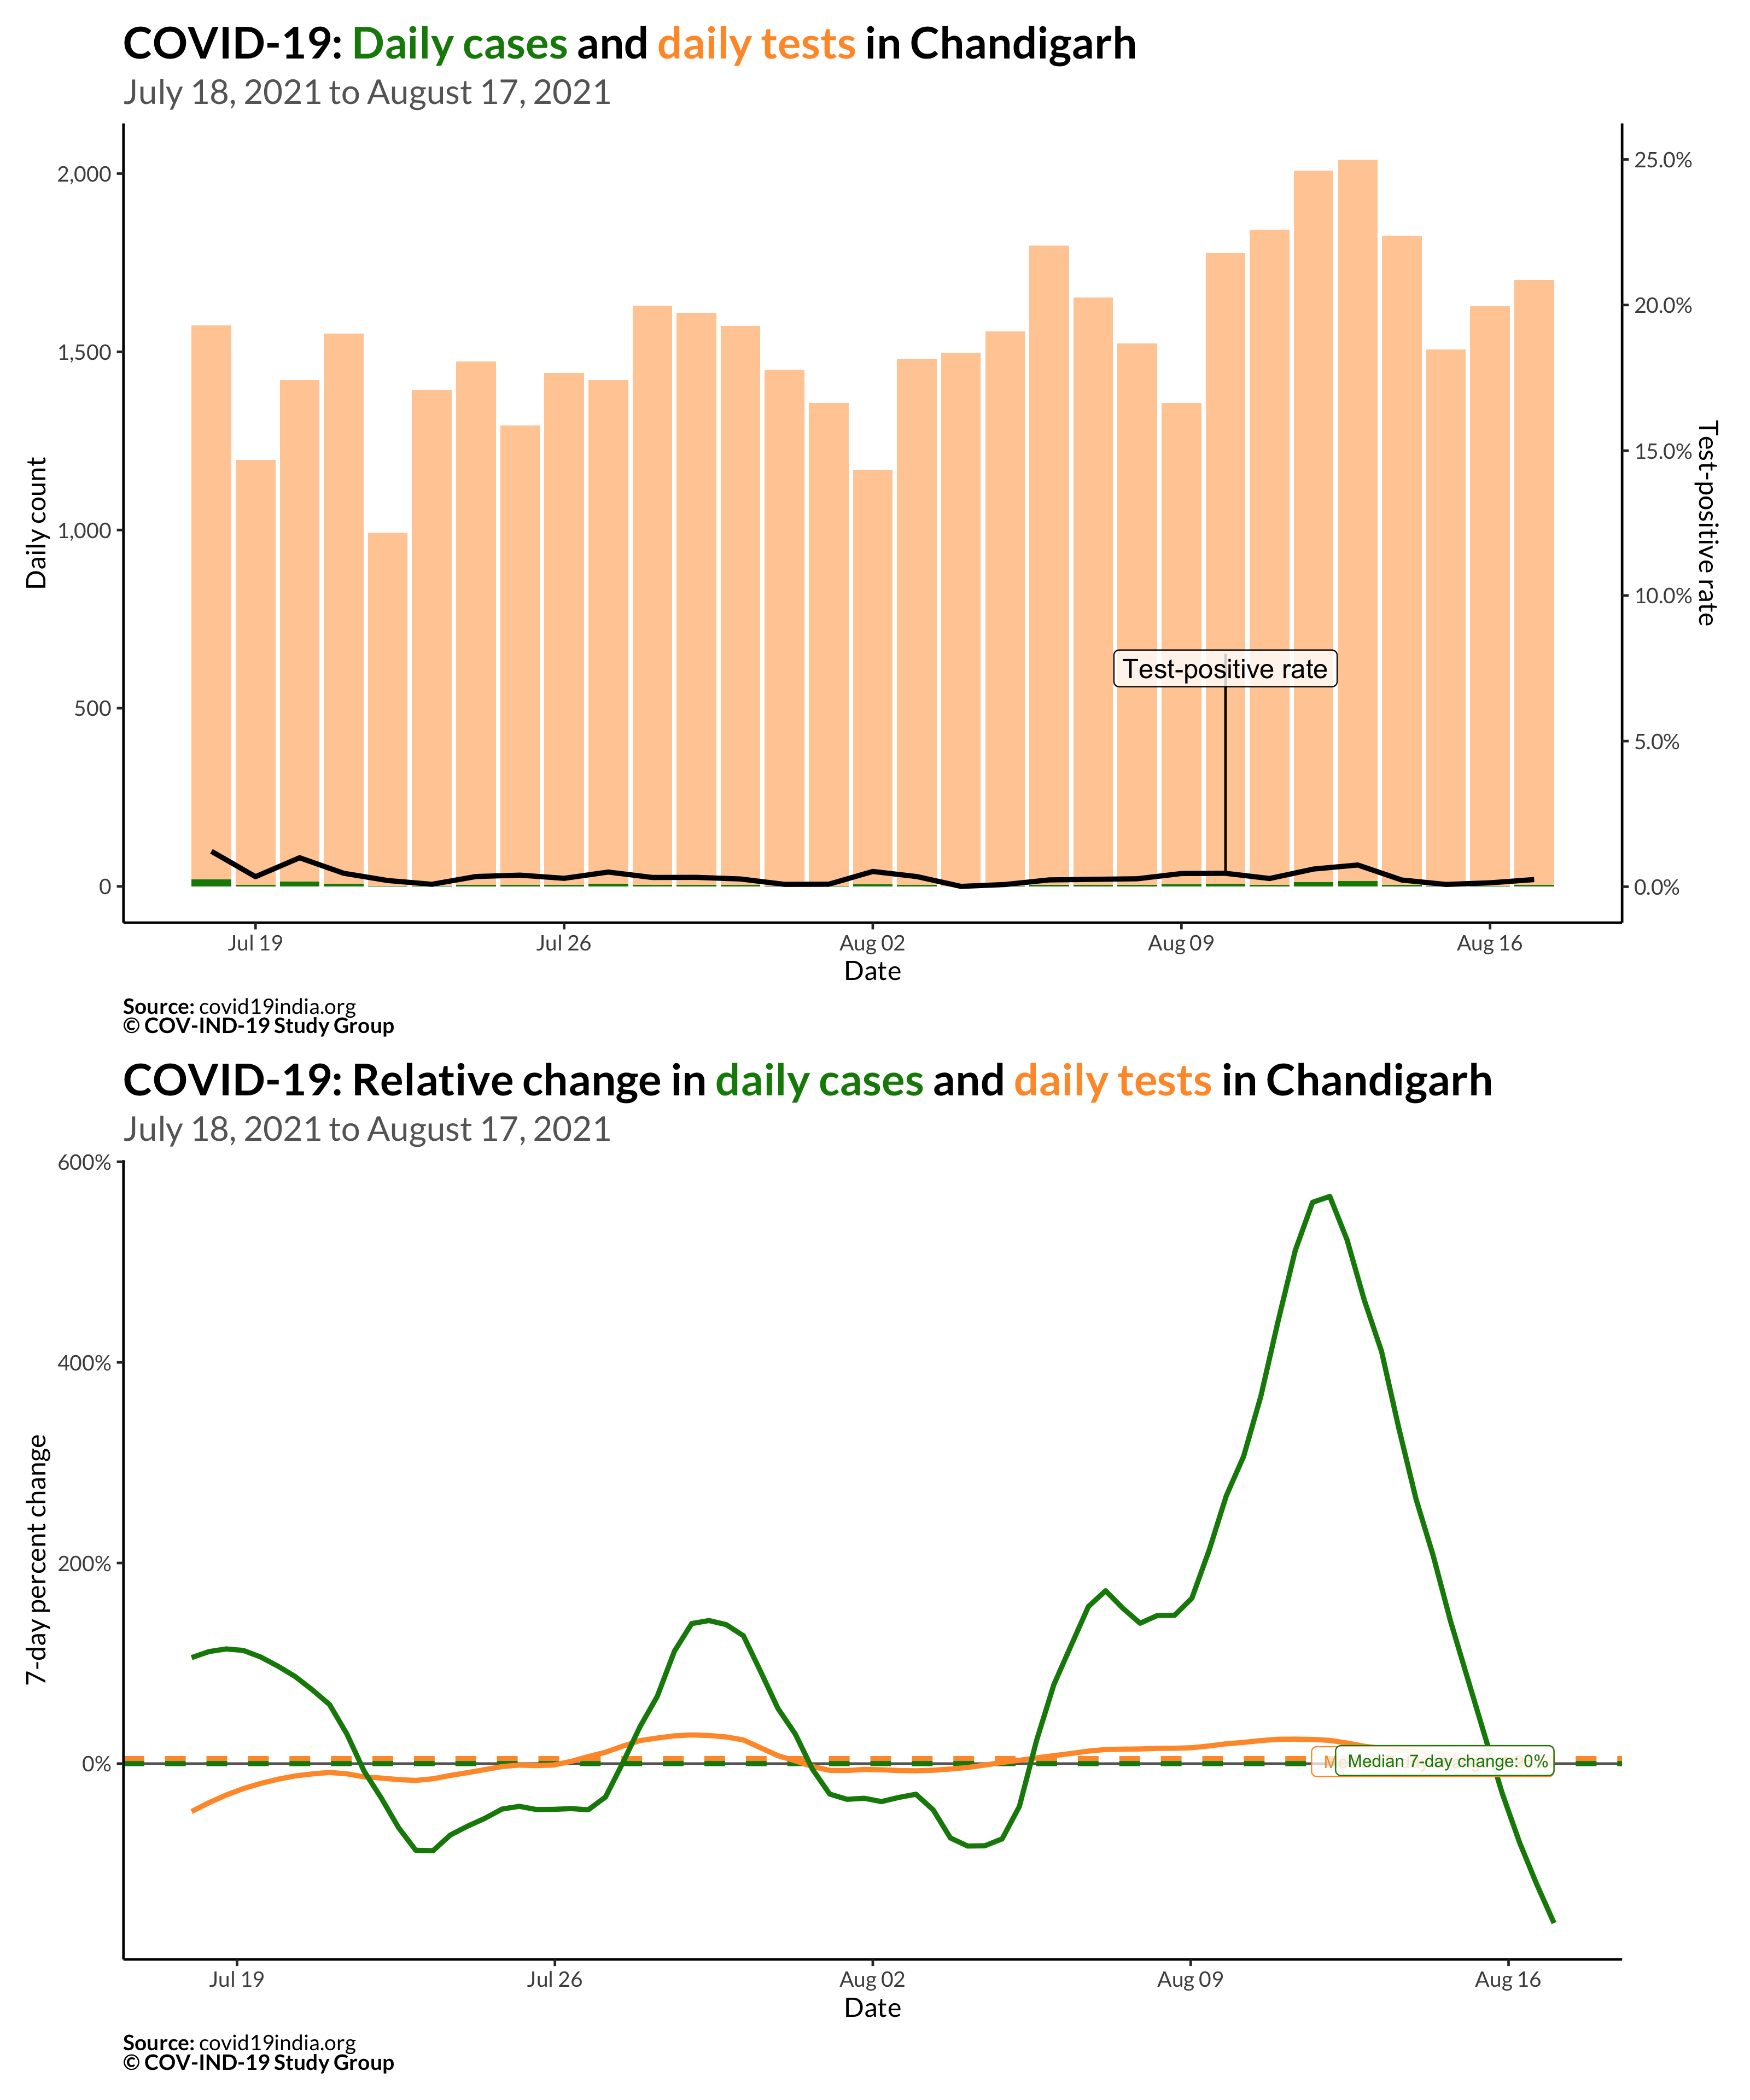 COVID-19: Daily cases and daily tests in Chandigarh
July 18, 2021 to August 17, 2021
2,000
1,500
1,000
500
0
Daily count
25.0%
20.0%
15.0%
10.0%
5.0%
0.0%
Test-positive rate
Test-positive rate
Jul 19
Jul 26
Aug 02
Aug 09
Aug 16
Date
Source: covid19india.org
© COV-IND-19 Study Group
COVID-19: Relative change in daily cases and daily tests in Chandigarh
July 18, 2021 to August 17, 2021
600%
400%
200%
0%
7-day percent change
Median 7-day change: 0%
Jul 19
Jul 26
Aug 02
Aug 09
Aug 16
Date
Source: covid19india.org
© COV-IND-19 Study Group